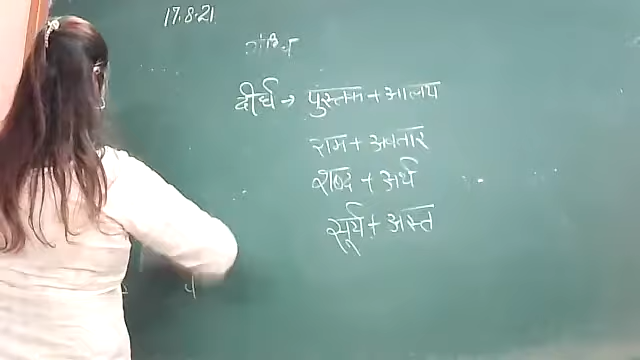 17.8.21
दीर्घ → पुस्तक + आलय
राम + अवतार
शब्द + अर्थ
सूर्य + अस्त